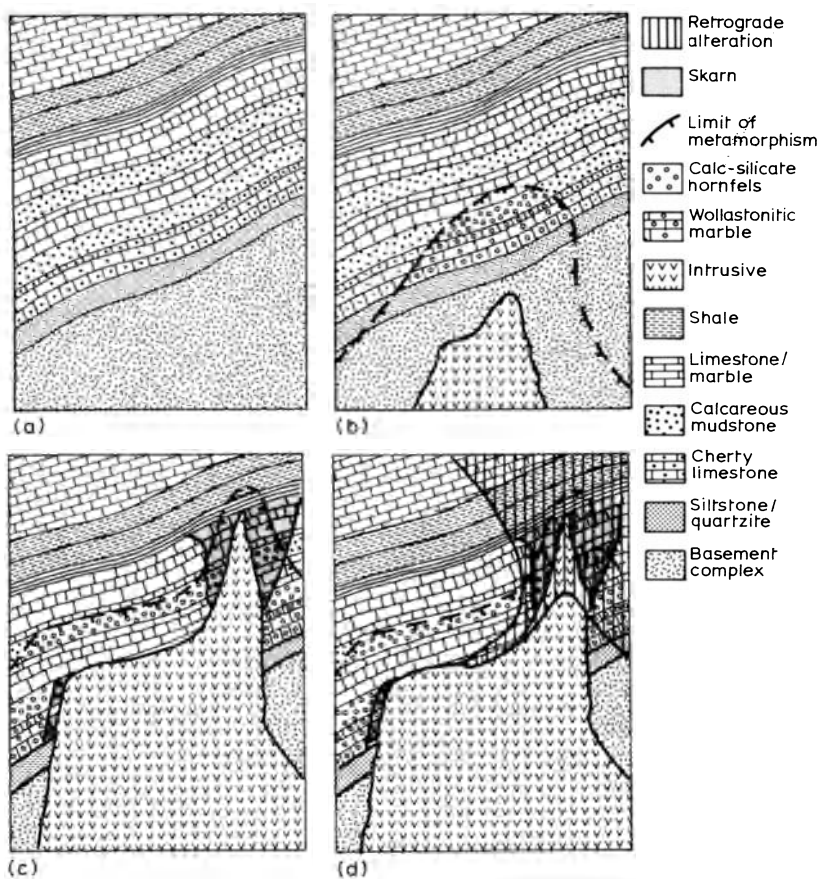 Retrograde
alteration
Skarn
Limit of
metamorphism
Calc-silicate
hornfels
Wollastonitic
marble
Intrusive
Shale
Limestone/
marble
Calcareous
mudstone
Cherty
limestone
Siltstone/
quartzite
Basement
complex
(a)
(b)
(c)
(d)